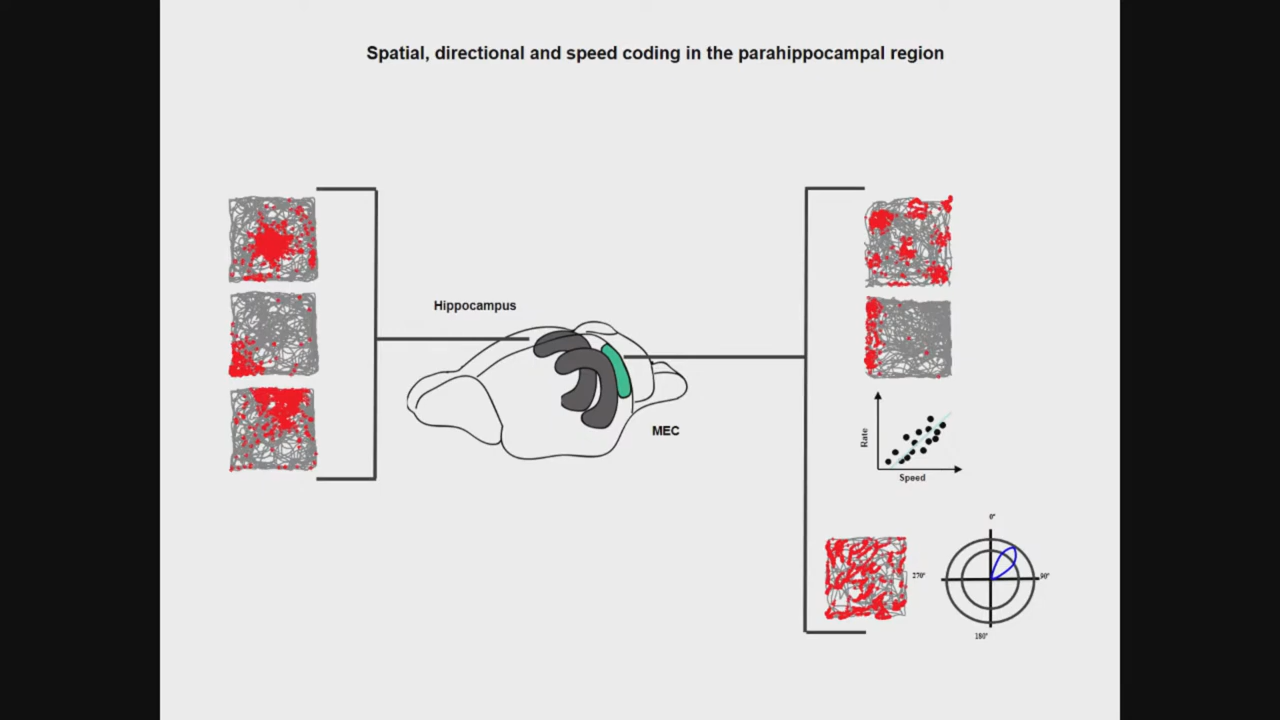 Spatial, directional and speed coding in the parahippocampal region
Hippocampus
MEC
Rate
Speed
0°
270°
90°
180°